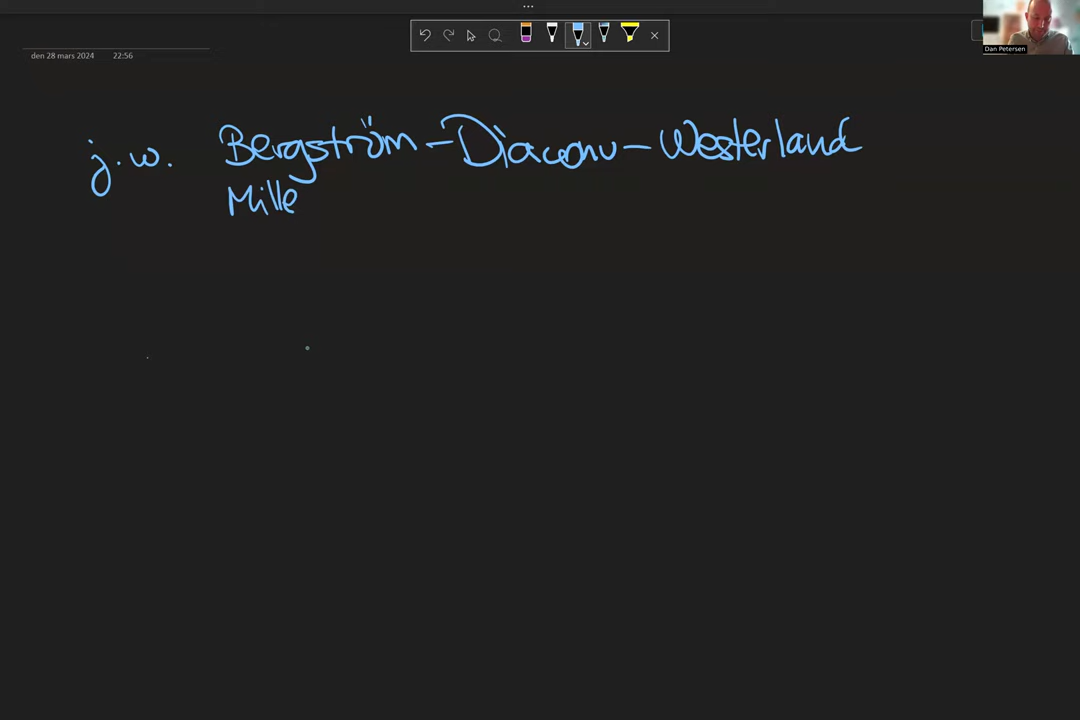 den 28 mars 2024 22:56
Dan Petersen
j.w. Bergström-Diaconu-Westerland
Mille